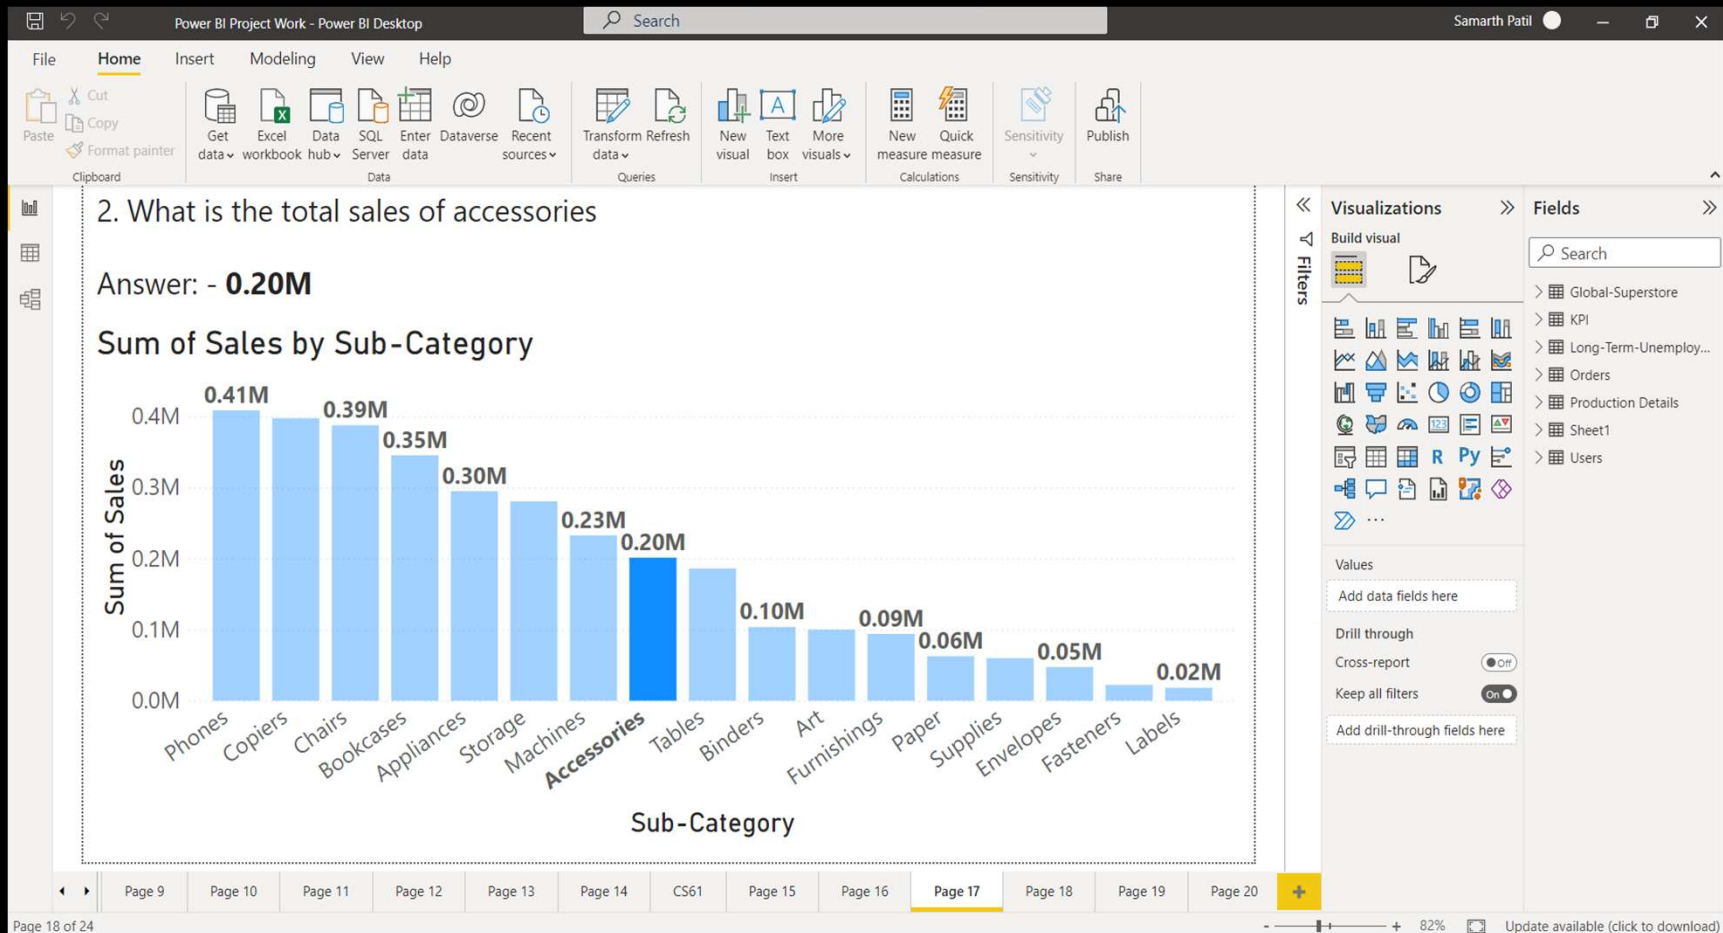 Power BI Project Work - Power BI Desktop
Search
Samarth Patil
File Home Insert Modeling View Help
Paste
Cut
Copy
Format painter
Clipboard
Get data
Excel workbook
Data hub
SQL Server
Enter data
Dataverse
Recent sources
Data
Transform data
Refresh
Queries
New visual
Text box
More visuals
Insert
New measure
Quick measure
Calculations
Sensitivity
Sensitivity
Publish
Share
2. What is the total sales of accessories
Answer: - 0.20M
Sum of Sales by Sub-Category
Sum of Sales
0.4M
0.3M
0.2M
0.1M
0.0M
0.41M
0.39M
0.35M
0.30M
0.23M
0.20M
0.10M
0.09M
0.06M
0.05M
0.02M
Phones
Copiers
Chairs
Bookcases
Appliances
Storage
Machines
Accessories
Tables
Binders
Art
Furnishings
Paper
Supplies
Envelopes
Fasteners
Labels
Sub-Category
Filters
Visualizations
Build visual
123
R
Py
...
Values
Add data fields here
Drill through
Cross-report
Off
Keep all filters
On
Add drill-through fields here
Fields
Search
Global-Superstore
KPI
Long-Term-Unemploy...
Orders
Production Details
Sheet1
Users
Page 9 Page 10 Page 11 Page 12 Page 13 Page 14 CS61 Page 15 Page 16 Page 17 Page 18 Page 19 Page 20 +
Page 18 of 24
- + 82%
Update available (click to download)